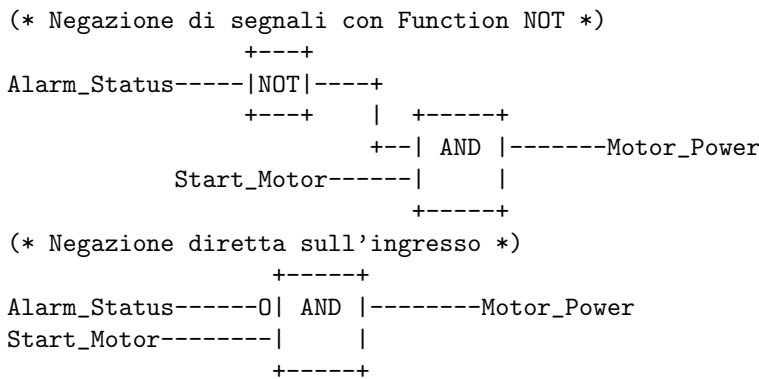 (* Negazione di segnali con Function NOT *)
                +---+
Alarm_Status-----|NOT|----+
                +---+    |  +-----+
                         +--| AND |-------Motor_Power
           Start_Motor------|     |
                            +-----+
(* Negazione diretta sull'ingresso *)
                  +-----+
Alarm_Status------O| AND |--------Motor_Power
Start_Motor--------|     |
                  +-----+